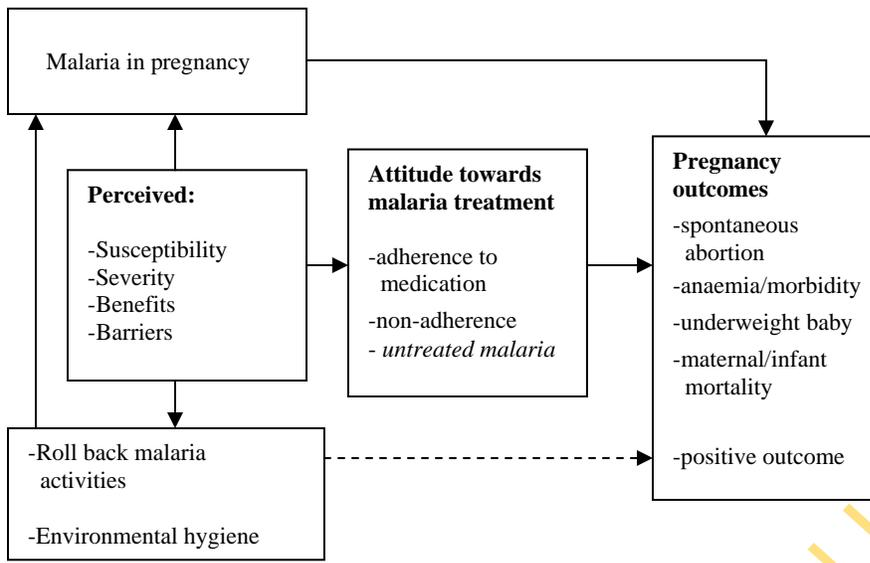 Malaria in pregnancy
Perceived:
-Susceptibility
-Severity
-Benefits
-Barriers
Attitude towards
malaria treatment
-adherence to
medication
-non-adherence
- untreated malaria
Pregnancy
outcomes
-spontaneous
abortion
-anaemia/morbidity
-underweight baby
-maternal/infant
mortality
-positive outcome
-Roll back malaria
activities
-Environmental hygiene